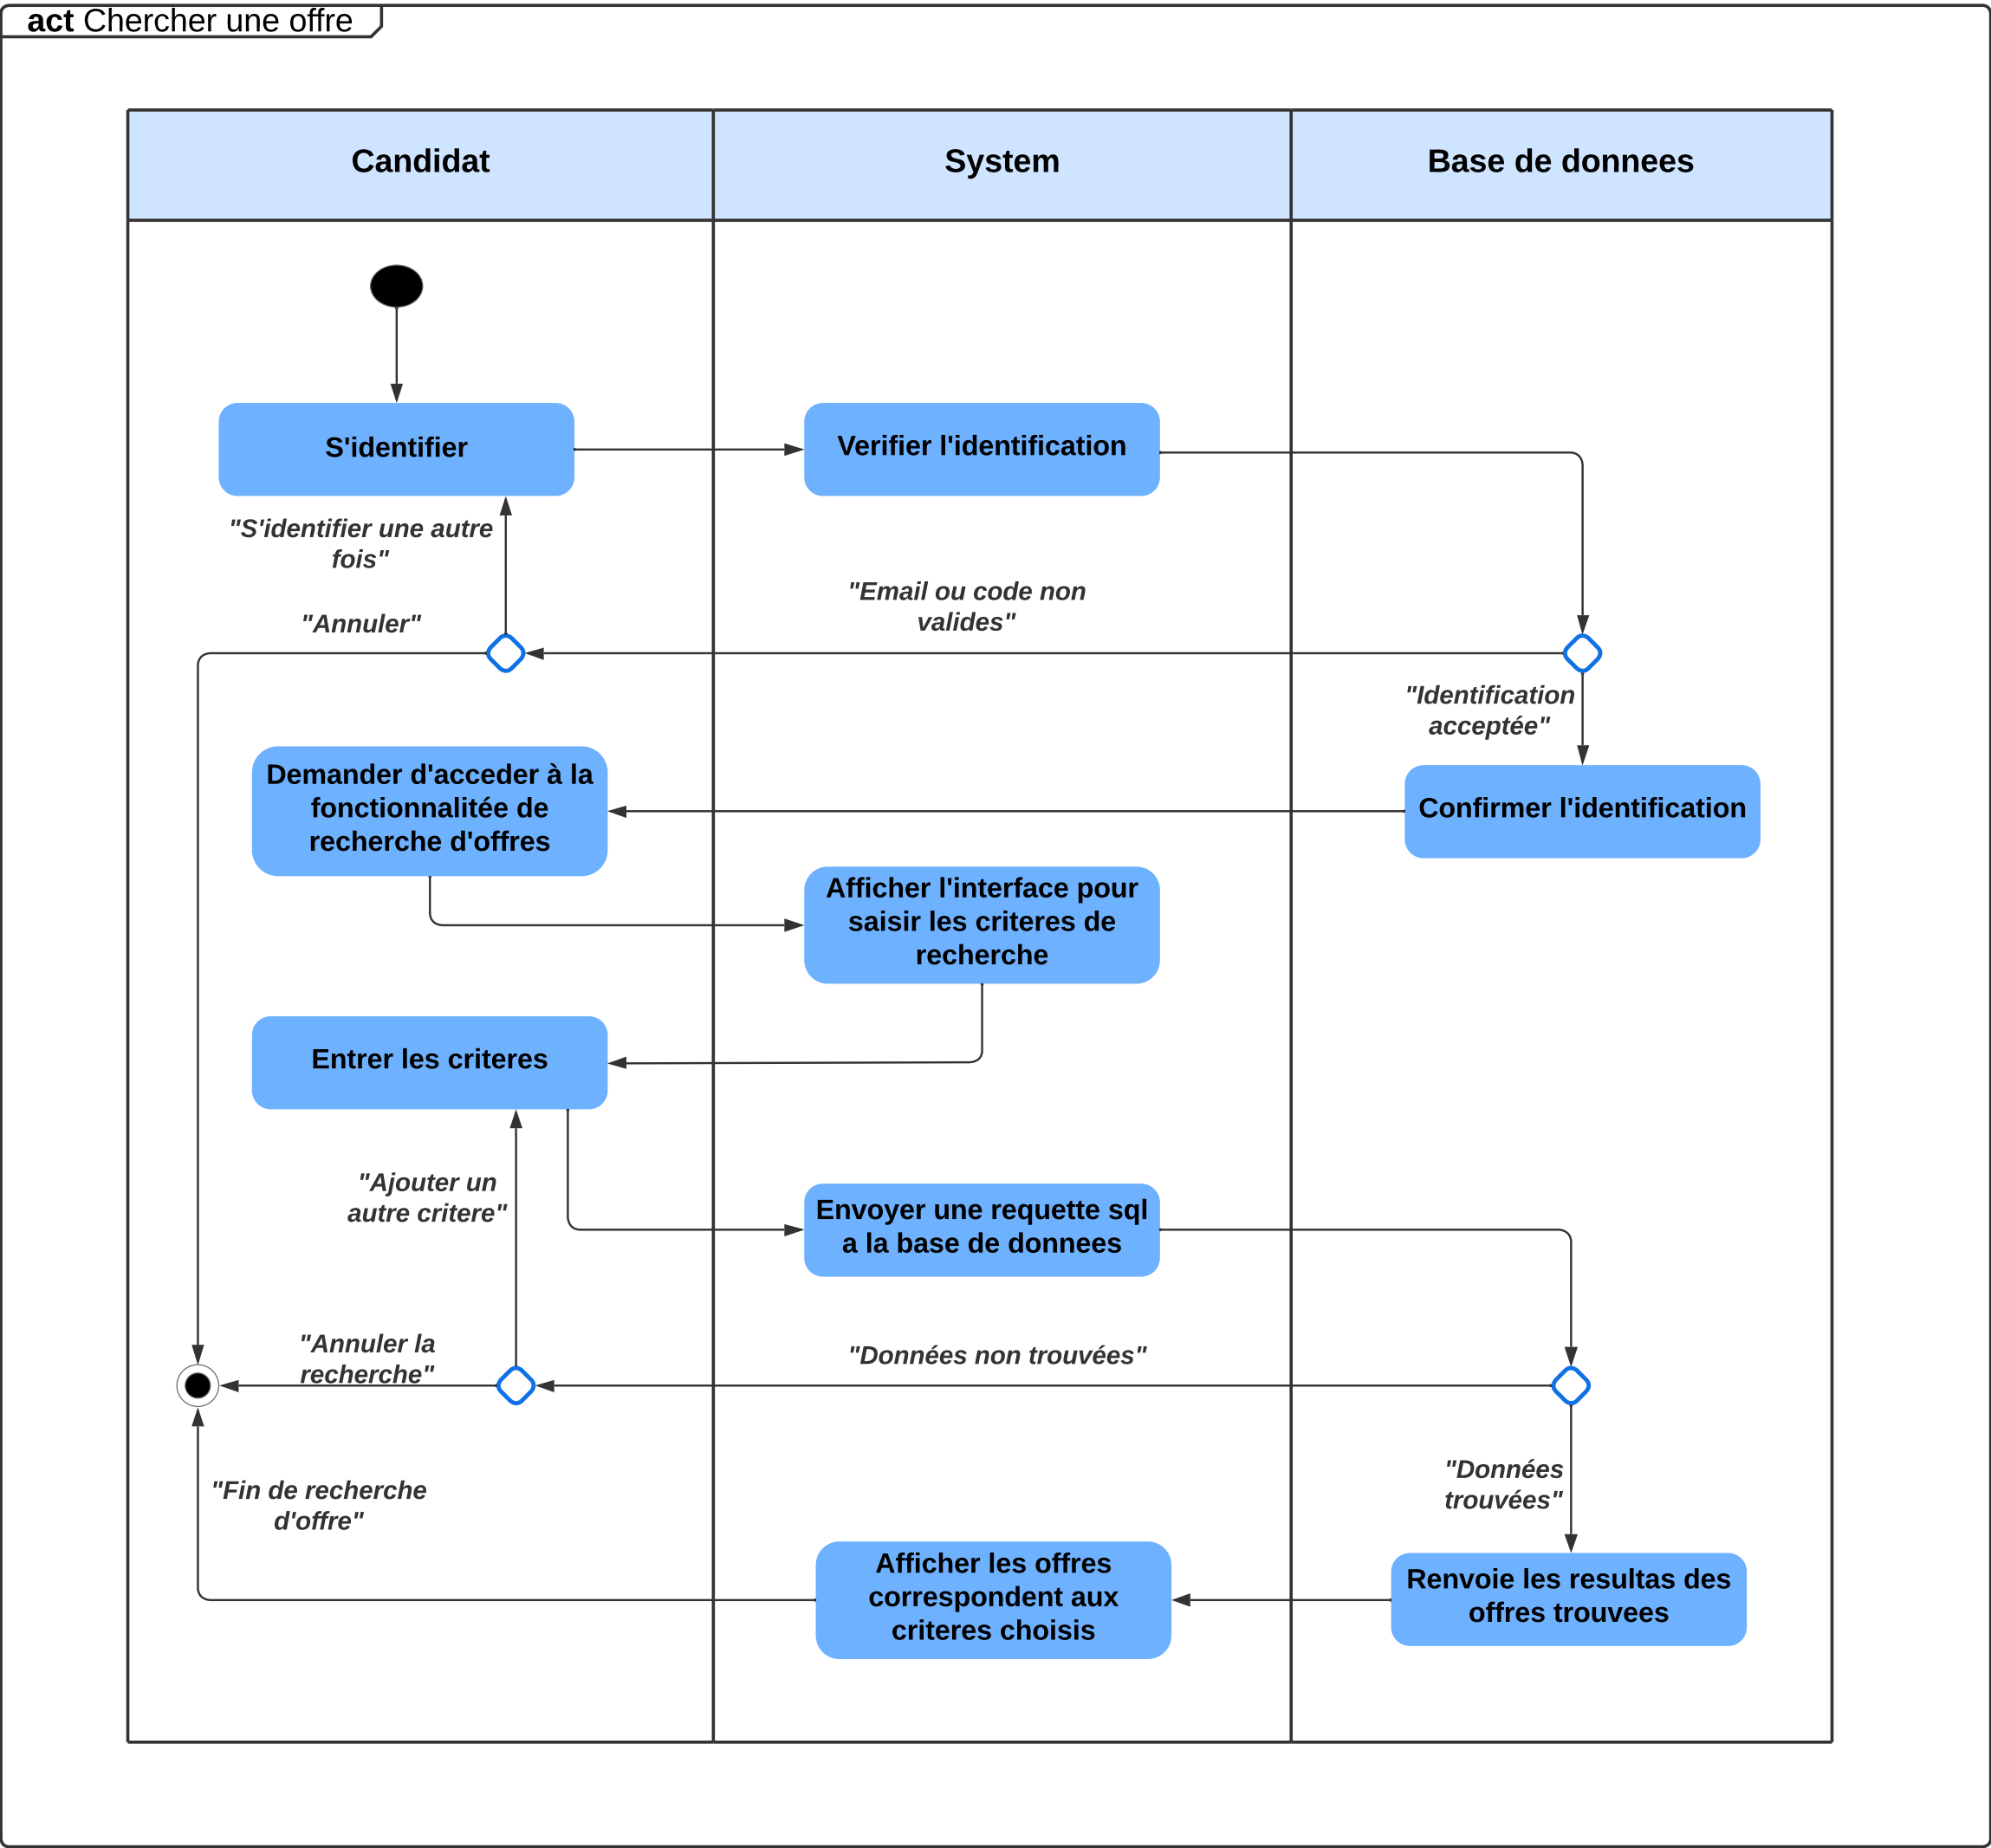 act Chercher une offre
Candidat
System
Base de donnees
S'identifier
Verifier l'identification
"S'identifier une autre
fois"
"Email ou code non
valides"
"Annuler"
"Identification
acceptée"
Demander d'acceder à la
fonctionnalitée de
recherche d'offres
Confirmer l'identification
Afficher l'interface pour
saisir les criteres de
recherche
Entrer les criteres
"Ajouter un
autre critere"
Envoyer une requette sql
a la base de donnees
"Annuler la
recherche"
"Données non trouvées"
"Données
trouvées"
"Fin de recherche
d'offre"
Afficher les offres
correspondent aux
criteres choisis
Renvoie les resultas des
offres trouvees